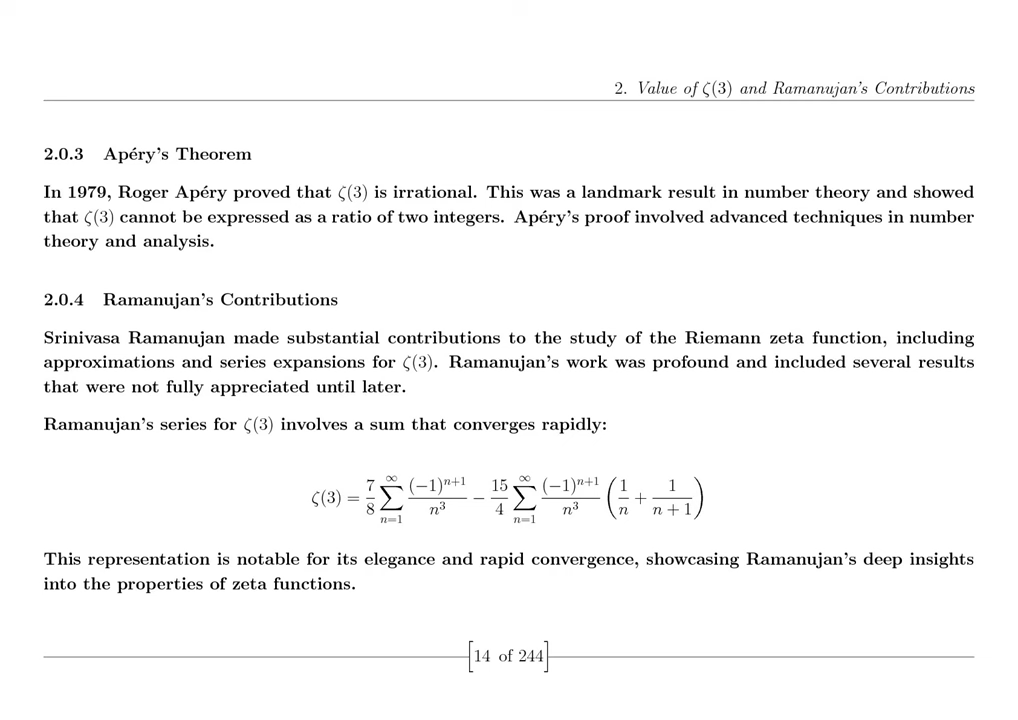 2. Value of ζ(3) and Ramanujan's Contributions
2.0.3 Apéry's Theorem
In 1979, Roger Apéry proved that ζ(3) is irrational. This was a landmark result in number theory and showed
that ζ(3) cannot be expressed as a ratio of two integers. Apéry's proof involved advanced techniques in number
theory and analysis.
2.0.4 Ramanujan's Contributions
Srinivasa Ramanujan made substantial contributions to the study of the Riemann zeta function, including
approximations and series expansions for ζ(3). Ramanujan's work was profound and included several results
that were not fully appreciated until later.
Ramanujan's series for ζ(3) involves a sum that converges rapidly:
ζ(3) = 7/8 ∑_{n=1}^{∞} (−1)^{n+1}/n^3 − 15/4 ∑_{n=1}^{∞} (−1)^{n+1}/n^3 (1/n + 1/(n+1))
This representation is notable for its elegance and rapid convergence, showcasing Ramanujan's deep insights
into the properties of zeta functions.
[14 of 244]